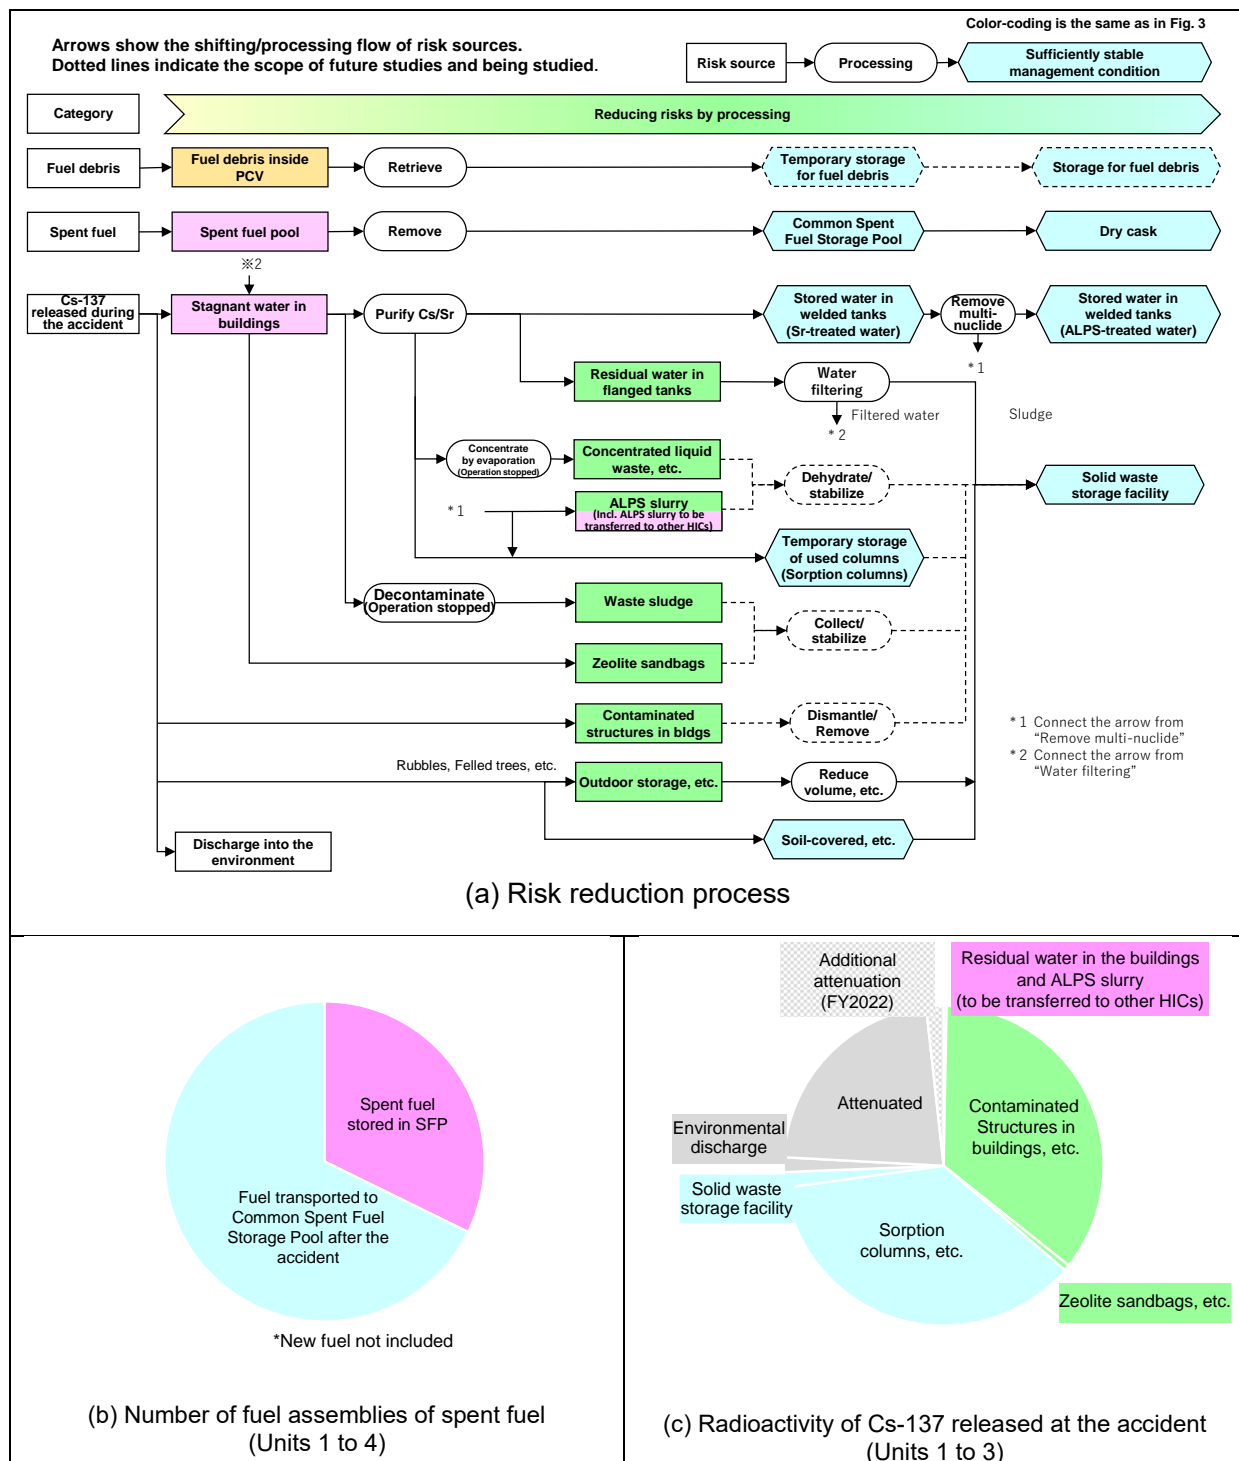 Color-coding is the same as in Fig. 3
Arrows show the shifting/processing flow of risk sources.
Dotted lines indicate the scope of future studies and being studied.
Risk source
Processing
Sufficiently stable
management condition
Category
Reducing risks by processing
Fuel debris
Fuel debris inside
PCV
Retrieve
Temporary storage
for fuel debris
Storage for fuel debris
Spent fuel
Spent fuel pool
Remove
Common Spent
Fuel Storage Pool
Dry cask
※2
Cs-137
released during
the accident
Stagnant water in
buildings
Purify Cs/Sr
Stored water in
welded tanks
(Sr-treated water)
Remove
multi-
nuclide
Stored water in
welded tanks
(ALPS-treated water)
*1
Residual water in
flanged tanks
Water
filtering
Filtered water
Sludge
*2
Concentrate
by evaporation
(Operation stopped)
Concentrated liquid
waste, etc.
Dehydrate/
stabilize
Solid waste
storage facility
*1
ALPS slurry
(Incl. ALPS slurry to be
transferred to other HICs)
Temporary storage
of used columns
(Sorption columns)
Decontaminate
(Operation stopped)
Waste sludge
Collect/
stabilize
Zeolite sandbags
Contaminated
structures in bldgs
Dismantle/
Remove
*1 Connect the arrow from
“Remove multi-nuclide”
*2 Connect the arrow from
“Water filtering”
Rubbles, Felled trees, etc.
Outdoor storage, etc.
Reduce
volume, etc.
Soil-covered, etc.
Discharge into the
environment
(a) Risk reduction process
Spent fuel
stored in SFP
Fuel transported to
Common Spent Fuel
Storage Pool after the
accident
*New fuel not included
(b) Number of fuel assemblies of spent fuel
(Units 1 to 4)
Additional
attenuation
(FY2022)
Residual water in the buildings
and ALPS slurry
(to be transferred to other HICs)
Attenuated
Contaminated
Structures in
buildings, etc.
Environmental
discharge
Solid waste
storage facility
Sorption
columns, etc.
Zeolite sandbags, etc.
(c) Radioactivity of Cs-137 released at the accident
(Units 1 to 3)